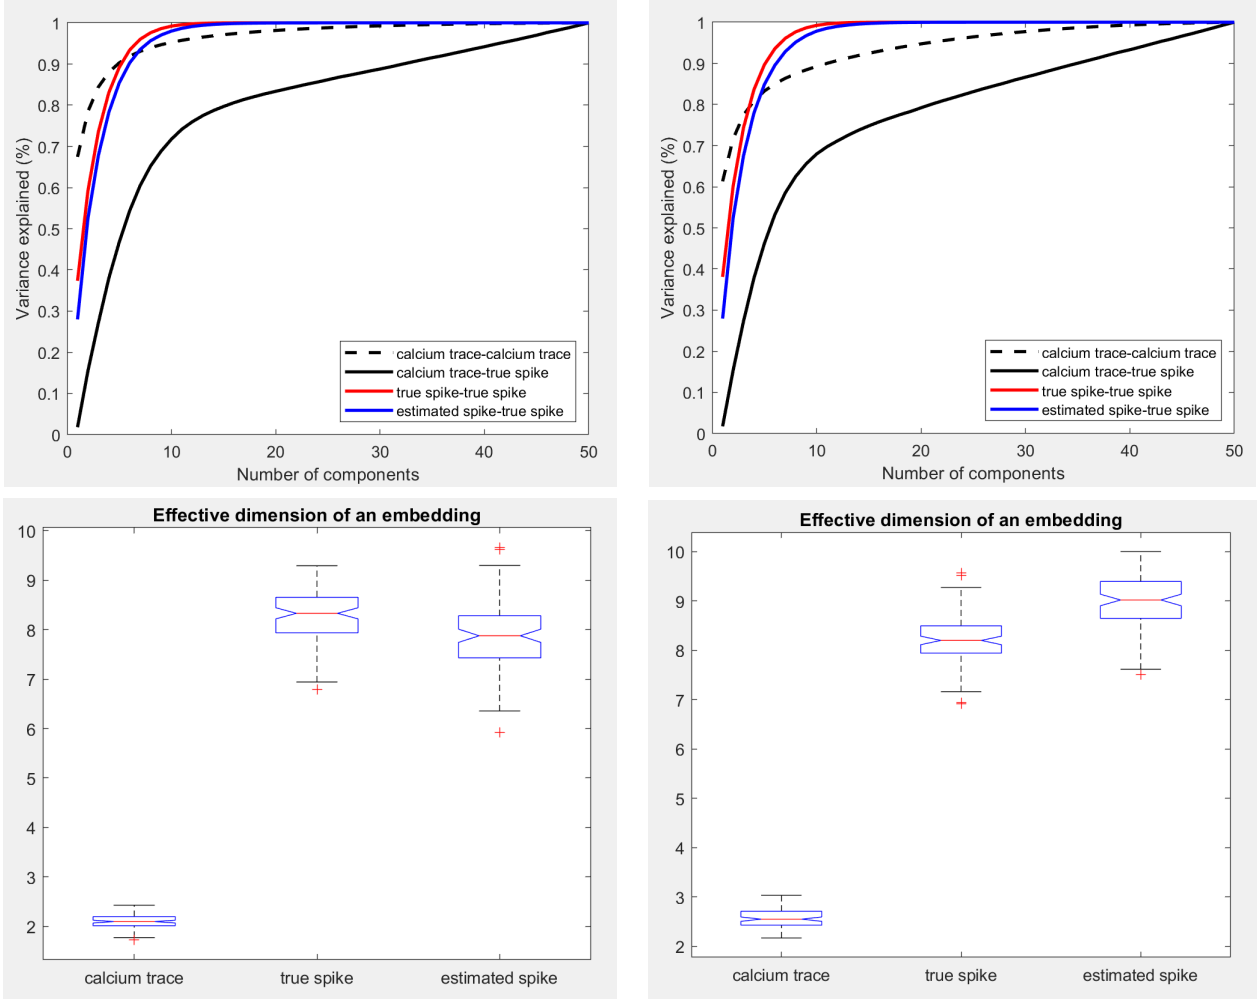 1
0.9
0.8
0.7
0.6
0.5
0.4
0.3
0.2
0.1
0
Variance explained (%)
0 10 20 30 40 50
Number of components
calcium trace-calcium trace
calcium trace-true spike
true spike-true spike
estimated spike-true spike
1
0.9
0.8
0.7
0.6
0.5
0.4
0.3
0.2
0.1
0
Variance explained (%)
0 10 20 30 40 50
Number of components
calcium trace-calcium trace
calcium trace-true spike
true spike-true spike
estimated spike-true spike
Effective dimension of an embedding
10
9
8
7
6
5
4
3
2
calcium trace true spike estimated spike
Effective dimension of an embedding
10
9
8
7
6
5
4
3
2
calcium trace true spike estimated spike